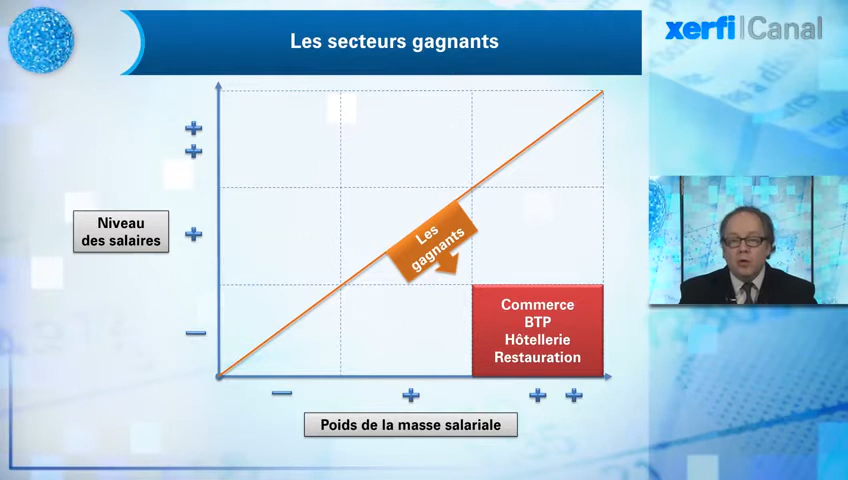 Les secteurs gagnants
xerfi|Canal
Niveau
des salaires
Les
gagnants
Commerce
BTP
Hôtellerie
Restauration
Poids de la masse salariale